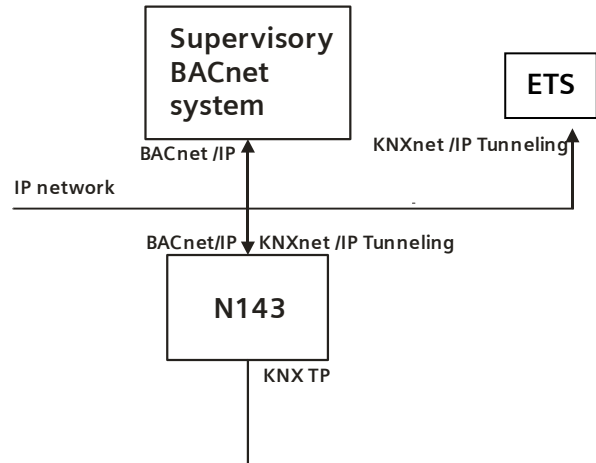 Supervisory
BACnet
system
ETS
BACnet /IP
KNXnet /IP Tunneling
IP network
BACnet/IP
KNXnet /IP Tunneling
N143
KNX TP